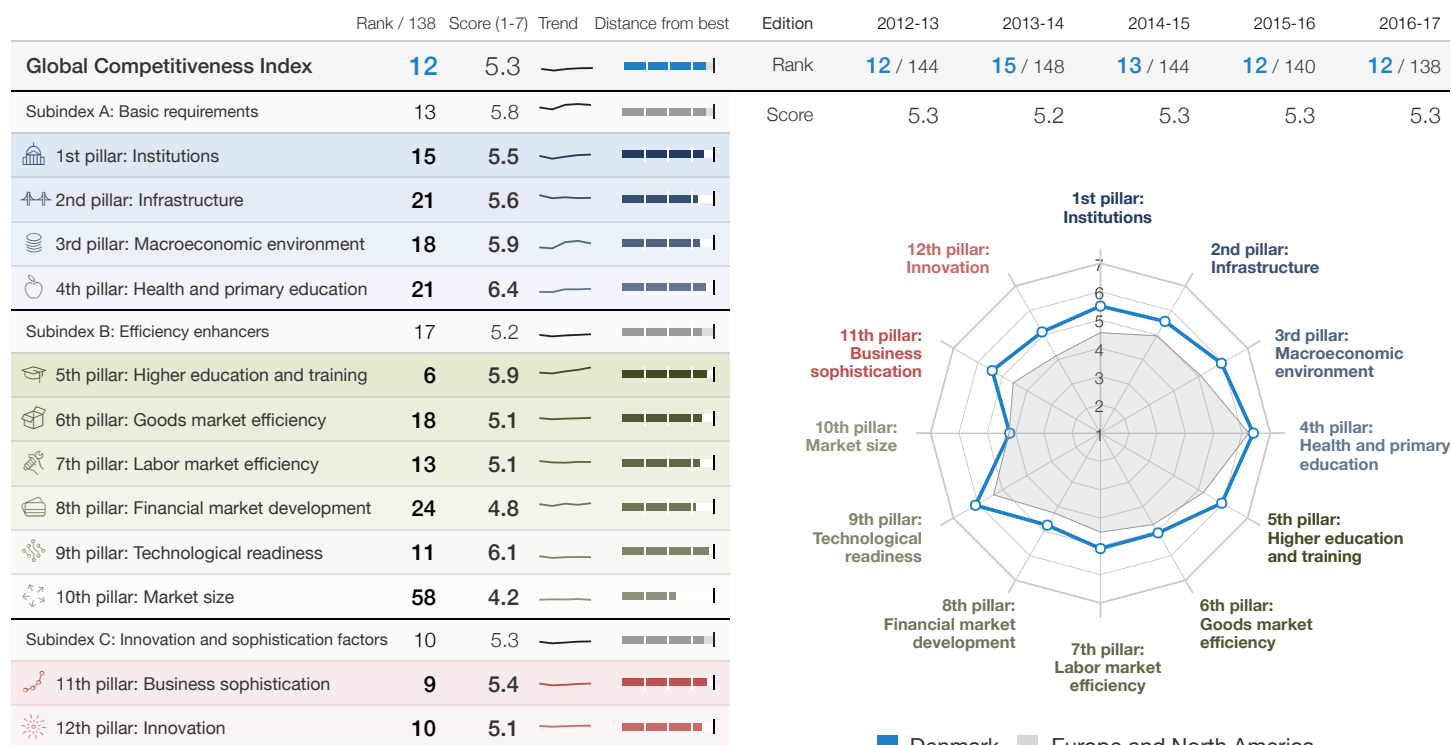 Rank / 138 Score (1-7) Trend Distance from best
Global Competitiveness Index 12 5.3
Subindex A: Basic requirements 13 5.8
1st pillar: Institutions 15 5.5
2nd pillar: Infrastructure 21 5.6
3rd pillar: Macroeconomic environment 18 5.9
4th pillar: Health and primary education 21 6.4
Subindex B: Efficiency enhancers 17 5.2
5th pillar: Higher education and training 6 5.9
6th pillar: Goods market efficiency 18 5.1
7th pillar: Labor market efficiency 13 5.1
8th pillar: Financial market development 24 4.8
9th pillar: Technological readiness 11 6.1
10th pillar: Market size 58 4.2
Subindex C: Innovation and sophistication factors 10 5.3
11th pillar: Business sophistication 9 5.4
12th pillar: Innovation 10 5.1
Edition 2012-13 2013-14 2014-15 2015-16 2016-17
Rank 12 / 144 15 / 148 13 / 144 12 / 140 12 / 138
Score 5.3 5.2 5.3 5.3 5.3
1st pillar:
Institutions
2nd pillar:
Infrastructure
3rd pillar:
Macroeconomic
environment
4th pillar:
Health and primary
education
5th pillar:
Higher education
and training
6th pillar:
Goods market
efficiency
7th pillar:
Labor market
efficiency
8th pillar:
Financial market
development
9th pillar:
Technological
readiness
10th pillar:
Market size
11th pillar:
Business
sophistication
12th pillar:
Innovation
7
6
5
4
3
2
1
Denmark Europe and North America